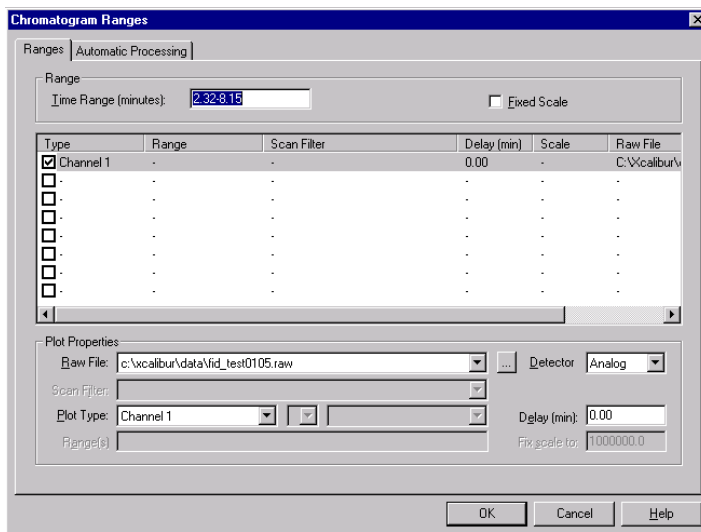 Chromatogram Ranges
Ranges Automatic Processing
Range
Time Range (minutes): 2.32-8.15 Fixed Scale
Type Range Scan Filter Delay (min) Scale Raw File
Channel 1 - - 0.00 - C:\Xcalibur\
- - - - - -
- - - - - -
- - - - - -
- - - - - -
- - - - - -
- - - - - -
- - - - - -
Plot Properties
Raw File: c:\xcalibur\data\fid_test0105.raw ... Detector Analog
Scan Filter:
Plot Type: Channel 1 Delay (min): 0.00
Range(s) Fix scale to: 1000000.0
OK Cancel Help